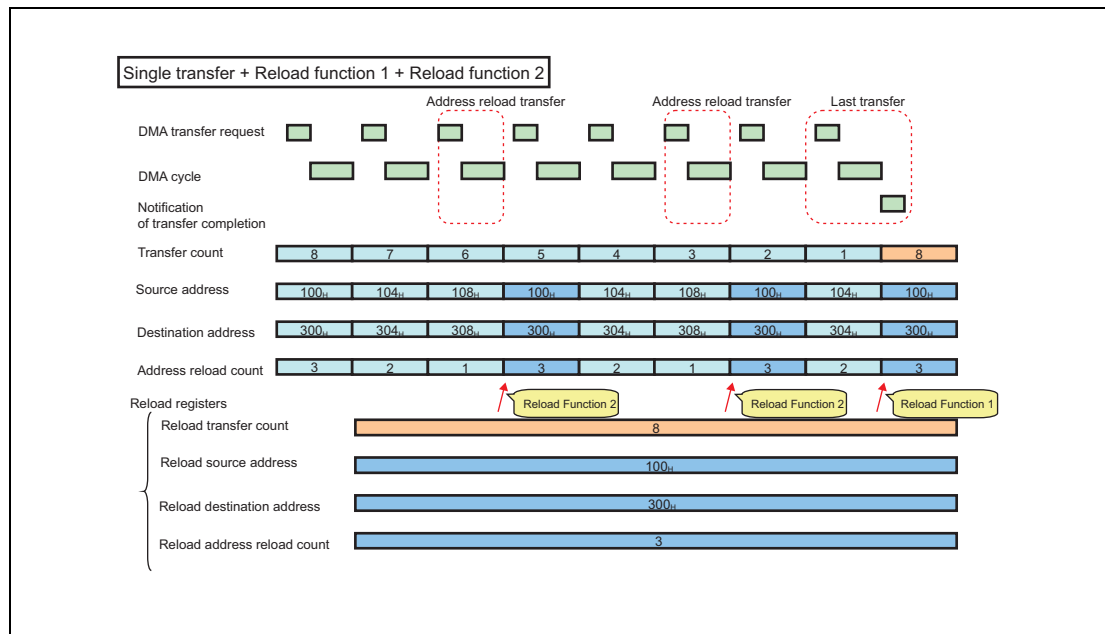 Single transfer + Reload function 1 + Reload function 2
Address reload transfer Address reload transfer Last transfer
DMA transfer request
DMA cycle
Notification
of transfer completion
Transfer count 8 7 6 5 4 3 2 1 8
Source address 100H 104H 108H 100H 104H 108H 100H 104H 100H
Destination address 300H 304H 308H 300H 304H 308H 300H 304H 300H
Address reload count 3 2 1 3 2 1 3 2 3
Reload Function 2 Reload Function 2 Reload Function 1
Reload registers
Reload transfer count 8
Reload source address 100H
Reload destination address 300H
Reload address reload count 3